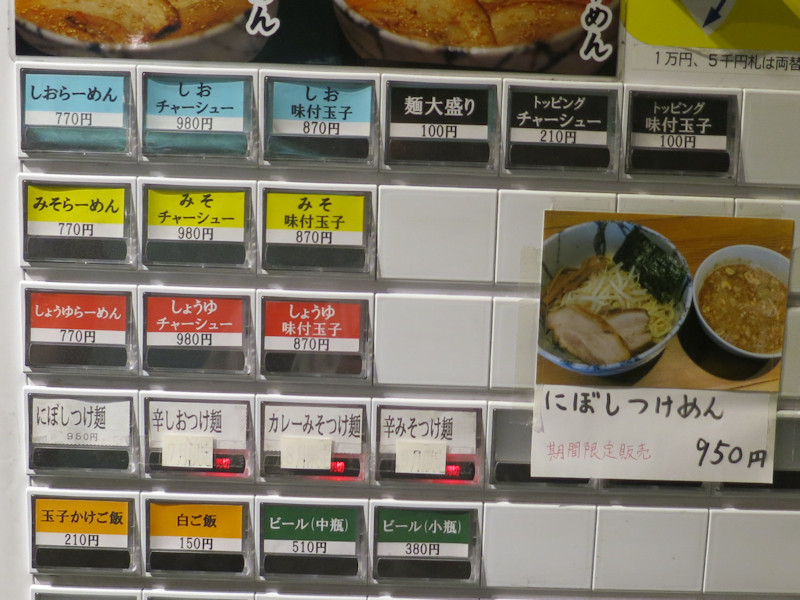 ん
めん
1万円、5千円札は両替
しおらーめん
770円
しお
チャーシュー
980円
しお
味付玉子
870円
麺大盛り
100円
トッピング
チャーシュー
210円
トッピング
味付玉子
100円
みそらーめん
770円
みそ
チャーシュー
980円
みそ
味付玉子
870円
しょうゆらーめん
770円
しょうゆ
チャーシュー
980円
しょうゆ
味付玉子
870円
にぼしつけめん
期間限定販売
950円
にぼしつけ麺
950円
辛しおつけ麺
カレーみそつけ麺
辛みそつけ麺
玉子かけご飯
210円
白ご飯
150円
ビール(中瓶)
510円
ビール(小瓶)
380円